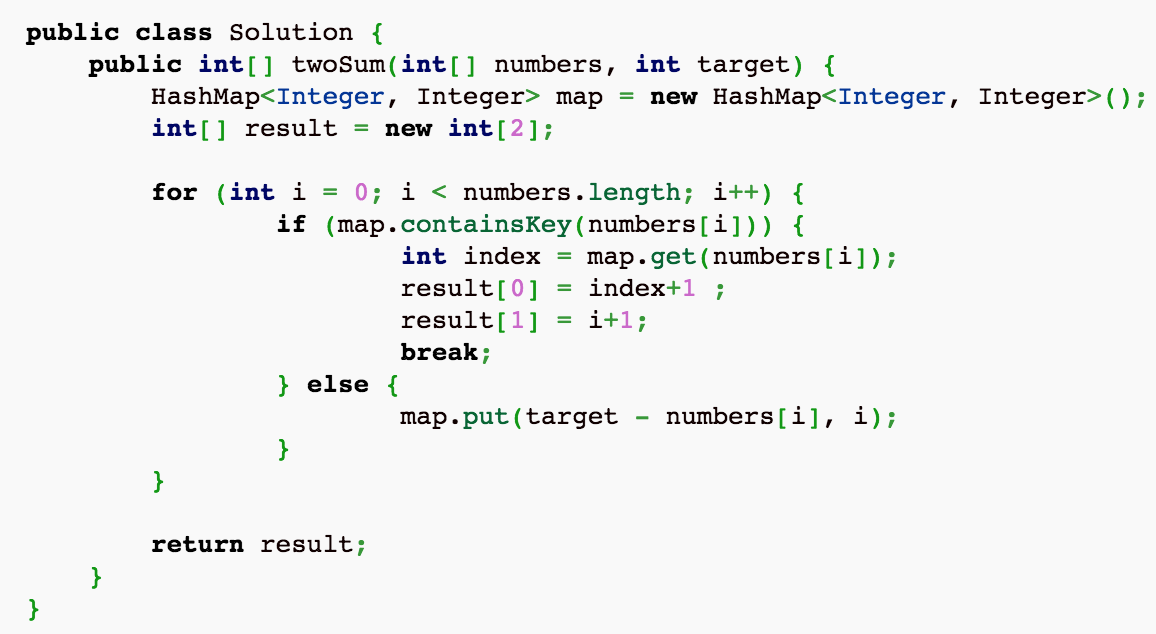 public class Solution {
    public int[] twoSum(int[] numbers, int target) {
        HashMap<Integer, Integer> map = new HashMap<Integer, Integer>();
        int[] result = new int[2];

        for (int i = 0; i < numbers.length; i++) {
                if (map.containsKey(numbers[i])) {
                        int index = map.get(numbers[i]);
                        result[0] = index+1 ;
                        result[1] = i+1;
                        break;
                } else {
                        map.put(target - numbers[i], i);
                }
        }

        return result;
    }
}